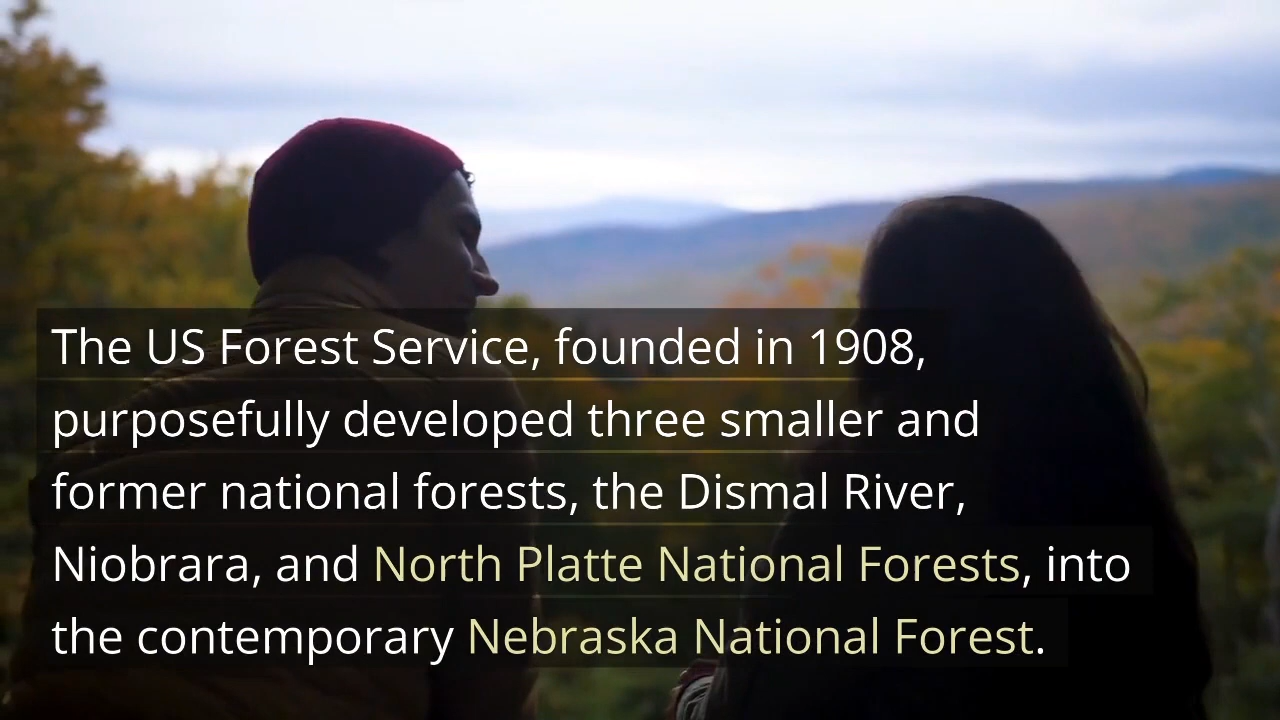 The US Forest Service, founded in 1908,
purposefully developed three smaller and
former national forests, the Dismal River,
Niobrara, and North Platte National Forests, into
the contemporary Nebraska National Forest.